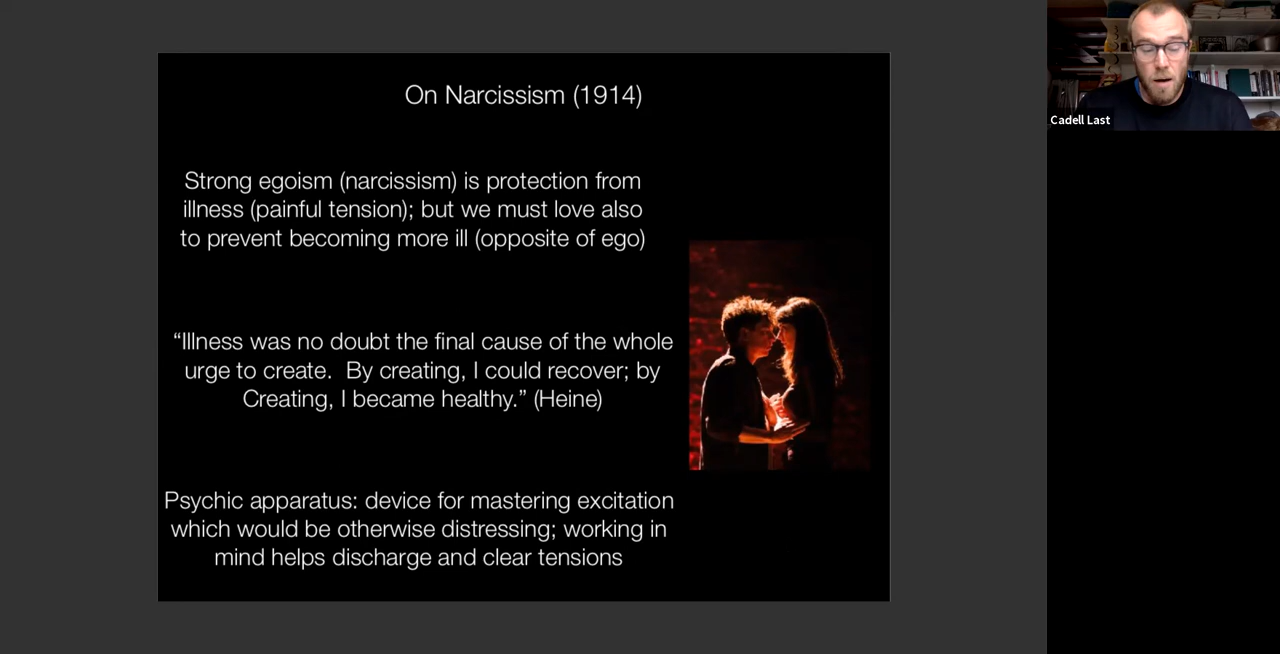 On Narcissism (1914)
Strong egoism (narcissism) is protection from
illness (painful tension); but we must love also
to prevent becoming more ill (opposite of ego)
“Illness was no doubt the final cause of the whole
urge to create.  By creating, I could recover; by
Creating, I became healthy.” (Heine)
Psychic apparatus: device for mastering excitation
which would be otherwise distressing; working in
mind helps discharge and clear tensions
Cadell Last